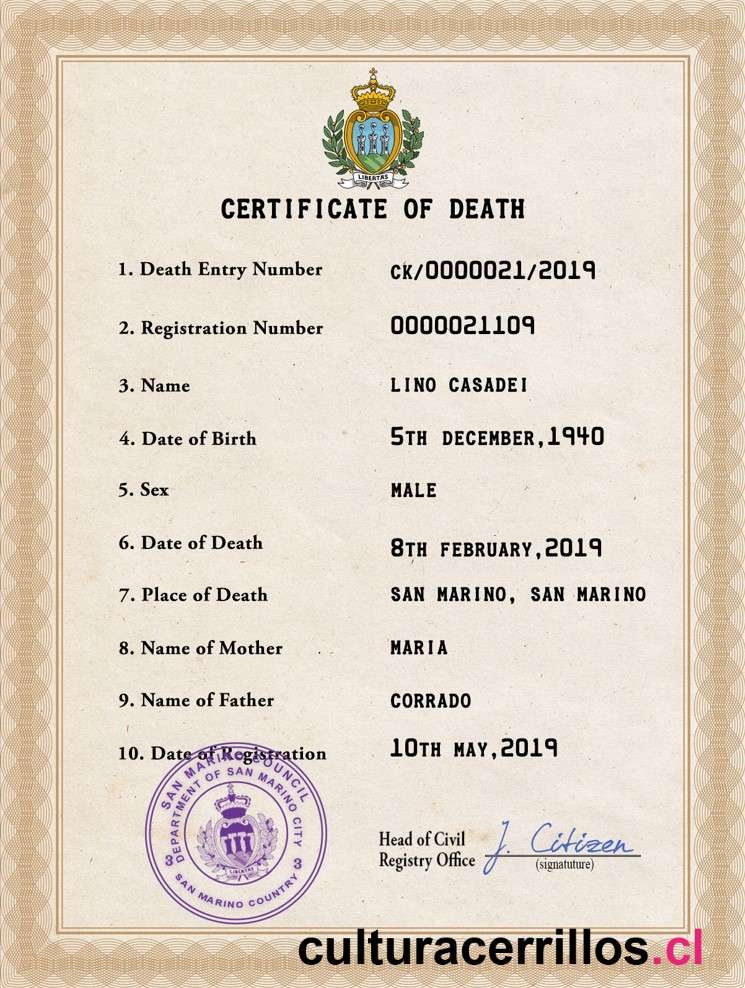 LIBERTAS
CERTIFICATE OF DEATH
1. Death Entry Number CK/0000021/2019
2. Registration Number 0000021109
3. Name LINO CASADEI
4. Date of Birth 5TH DECEMBER,1940
5. Sex MALE
6. Date of Death 8TH FEBRUARY,2019
7. Place of Death SAN MARINO, SAN MARINO
8. Name of Mother MARIA
9. Name of Father CORRADO
10. Date of Registration 10TH MAY,2019
SAN MARINO COUNCIL
DEPARTMENT OF SAN MARINO CITY
3 3
LIBERTAS
SAN MARINO COUNTRY
Head of Civil
Registry Office J. Citizen
(signatuture)
culturacerrillos.cl